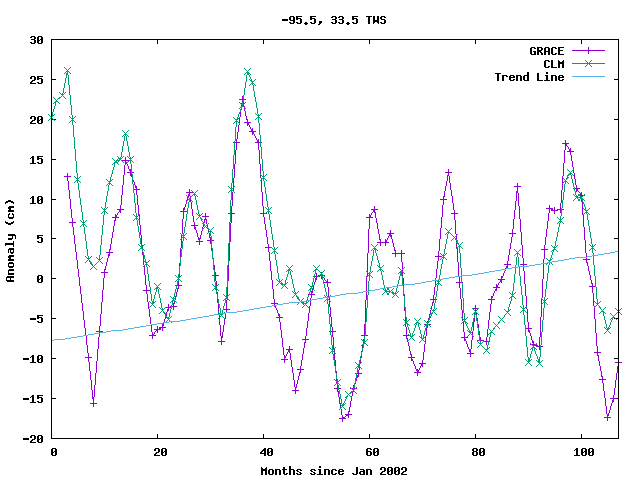 -95.5, 33.5 TWS
GRACE
CLM
Trend Line
30
25
20
15
10
5
0
-5
-10
-15
-20
Anomaly (cm)
0 20 40 60 80 100
Months since Jan 2002